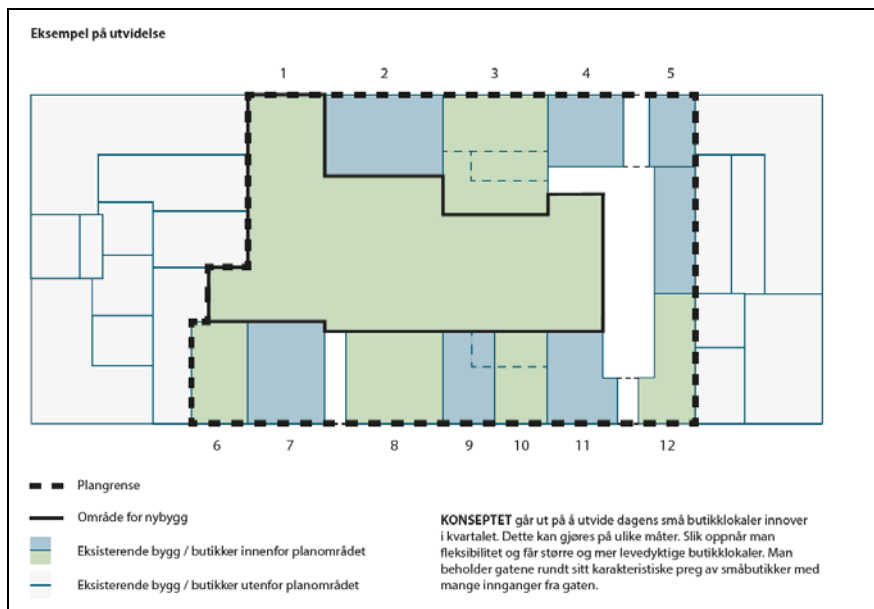 Eksempel på utvidelse
1 2 3 4 5
6 7 8 9 10 11 12
Plangrense
Område for nybygg
Eksisterende bygg / butikker innenfor planområdet
Eksisterende bygg / butikker utenfor planområdet
KONSEPTET går ut på å utvide dagens små butikklokaler innover
i kvartalet. Dette kan gjøres på ulike måter. Slik oppnår man
fleksibilitet og får større og mer levedyktige butikklokaler. Man
beholder gatene rundt sitt karakteristiske preg av småbutikker med
mange innganger fra gaten.